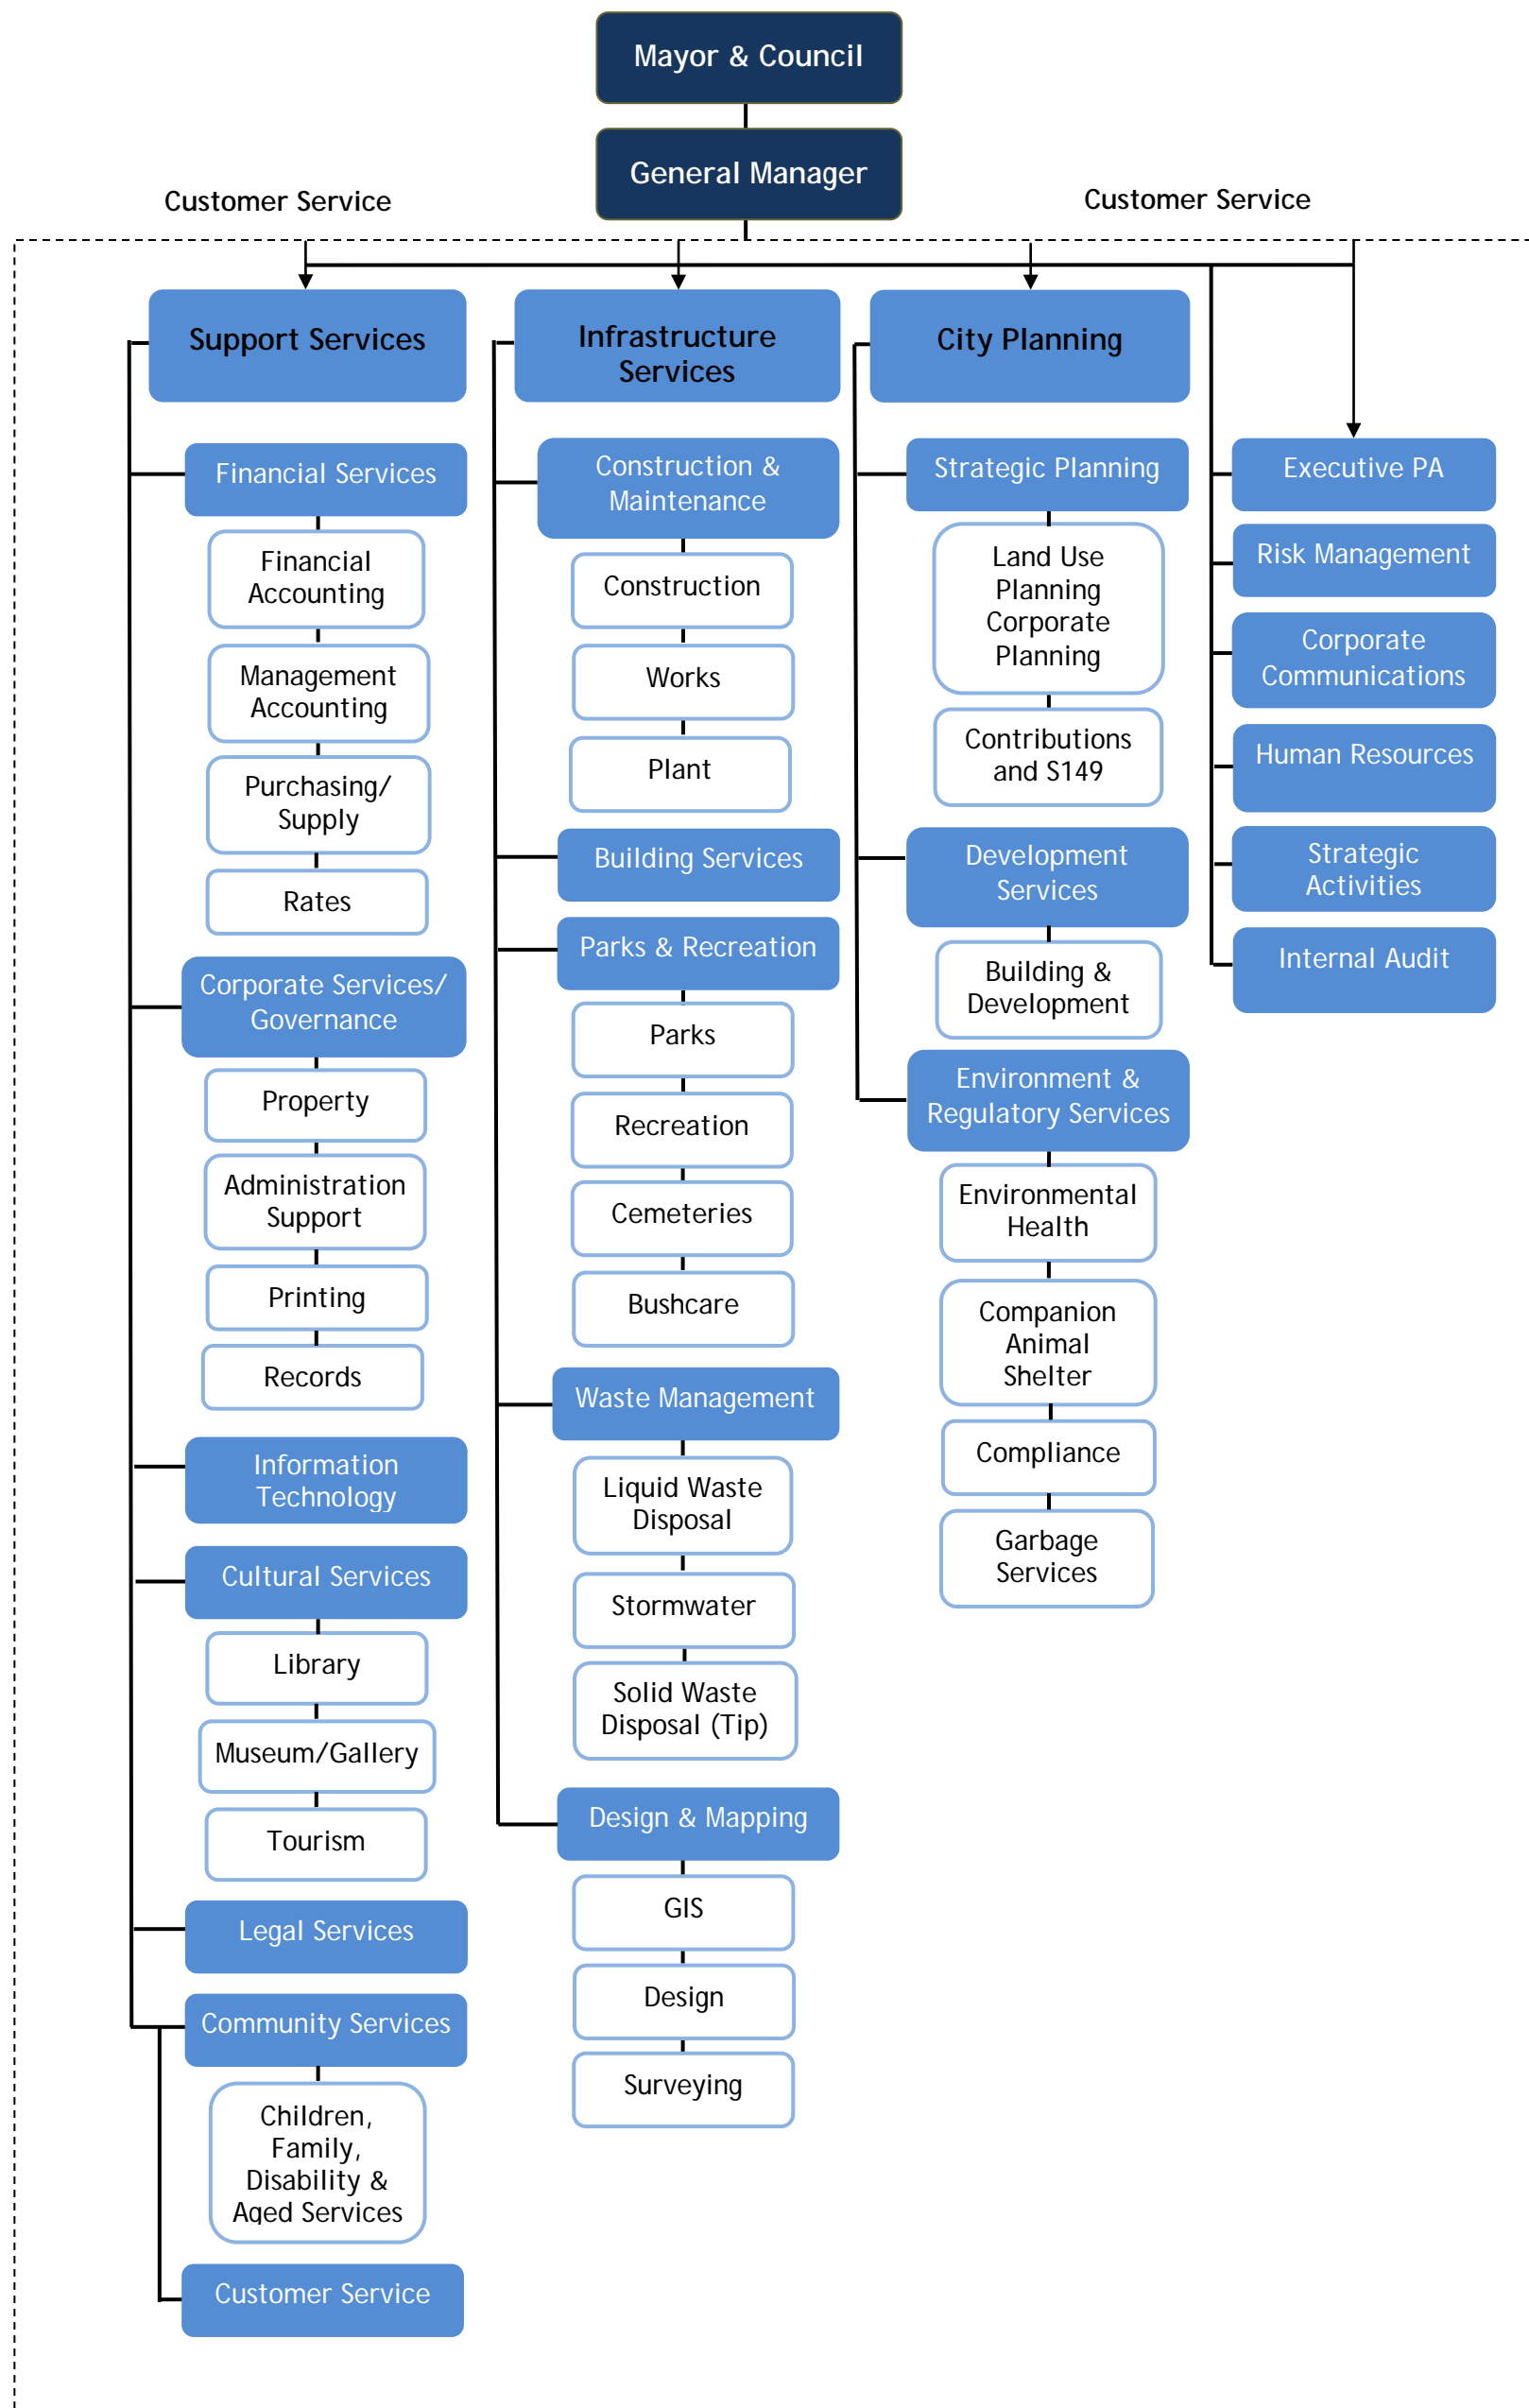 Mayor & Council
General Manager
Customer Service
Customer Service
Support Services
Financial Services
Financial
Accounting
Management
Accounting
Purchasing/
Supply
Rates
Corporate Services/
Governance
Property
Administration
Support
Printing
Records
Information
Technology
Cultural Services
Library
Museum/Gallery
Tourism
Legal Services
Community Services
Children,
Family,
Disability &
Aged Services
Customer Service
Infrastructure
Services
Construction &
Maintenance
Construction
Works
Plant
Building Services
Parks & Recreation
Parks
Recreation
Cemeteries
Bushcare
Waste Management
Liquid Waste
Disposal
Stormwater
Solid Waste
Disposal (Tip)
Design & Mapping
GIS
Design
Surveying
City Planning
Strategic Planning
Land Use
Planning
Corporate
Planning
Contributions
and S149
Development
Services
Building &
Development
Environment &
Regulatory Services
Environmental
Health
Companion
Animal
Shelter
Compliance
Garbage
Services
Executive PA
Risk Management
Corporate
Communications
Human Resources
Strategic
Activities
Internal Audit